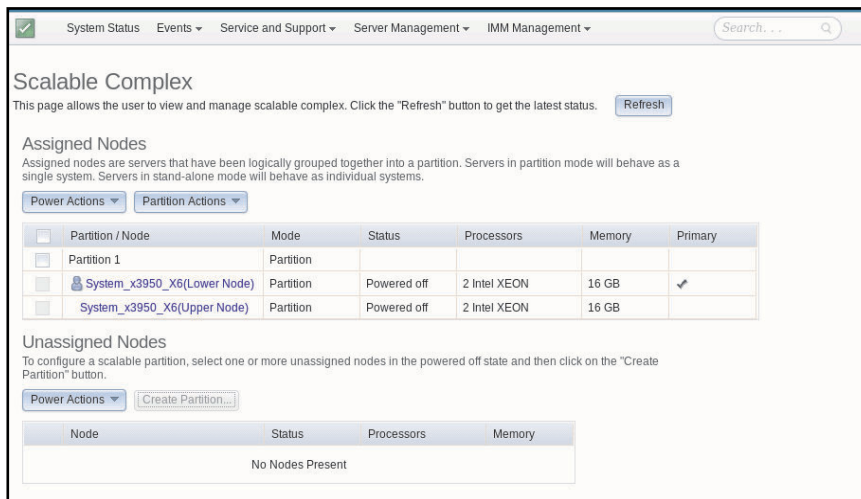 System Status Events Service and Support Server Management IMM Management Search. . .
Scalable Complex
This page allows the user to view and manage scalable complex. Click the "Refresh" button to get the latest status. Refresh
Assigned Nodes
Assigned nodes are servers that have been logically grouped together into a partition. Servers in partition mode will behave as a
single system. Servers in stand-alone mode will behave as individual systems.
Power Actions Partition Actions
Partition / Node Mode Status Processors Memory Primary
Partition 1 Partition
System_x3950_X6(Lower Node) Partition Powered off 2 Intel XEON 16 GB
System_x3950_X6(Upper Node) Partition Powered off 2 Intel XEON 16 GB
Unassigned Nodes
To configure a scalable partition, select one or more unassigned nodes in the powered off state and then click on the "Create
Partition" button.
Power Actions Create Partition...
Node Status Processors Memory
No Nodes Present